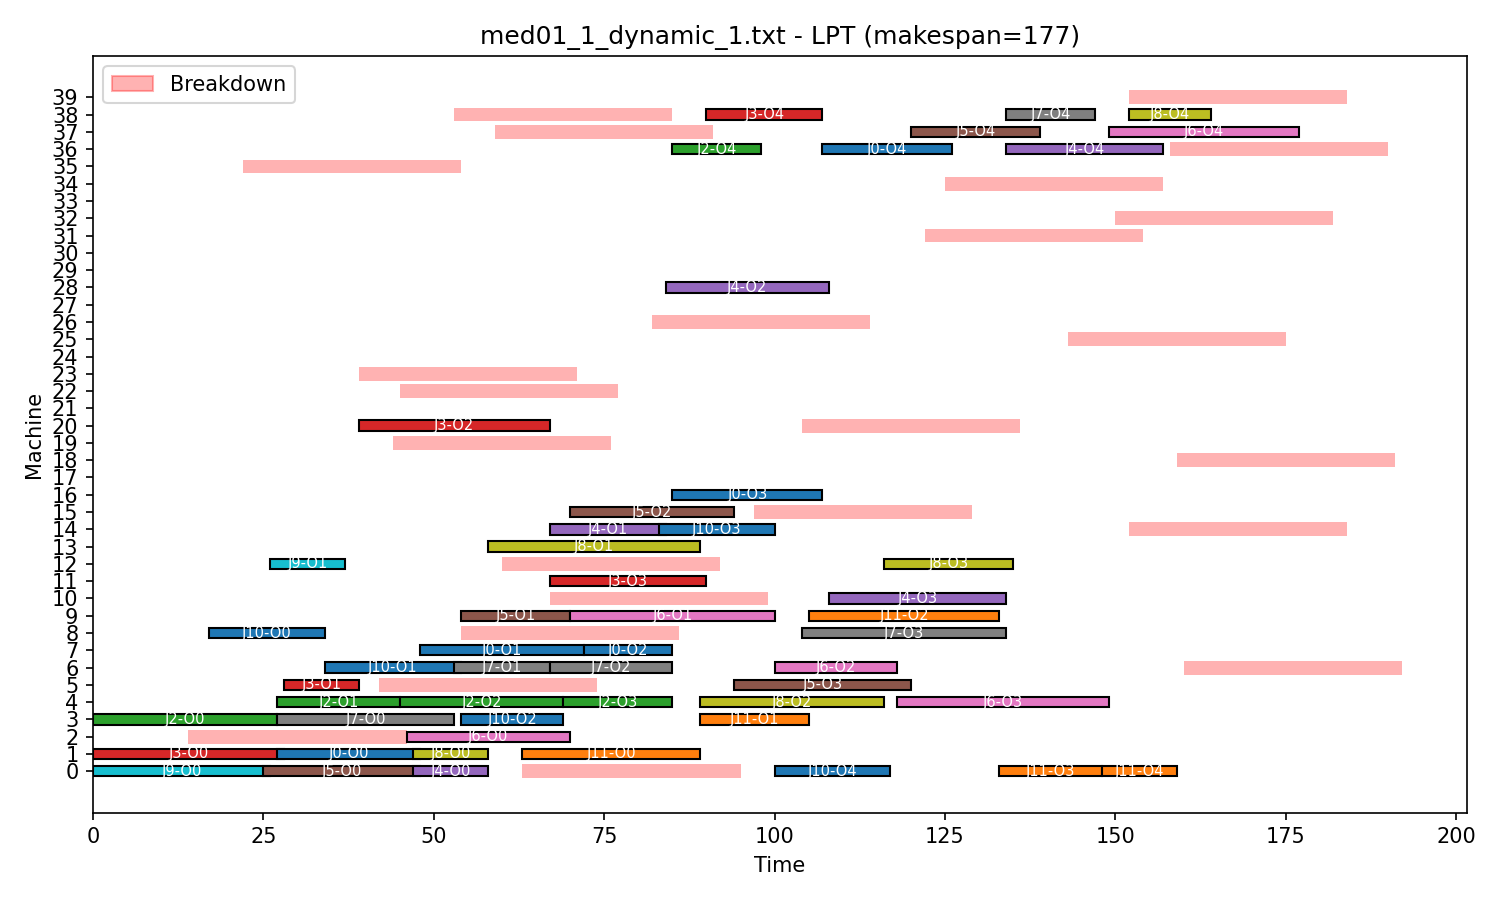 med01_1_dynamic_1.txt - LPT (makespan=177)
Breakdown
Machine
39
38 J3-O4 J7-O4 J8-O4
37 J5-O4 J6-O4
36 J2-O4 J0-O4 J4-O4
35
34
33
32
31
30
29
28 J4-O2
27
26
25
24
23
22
21
20 J3-O2
19
18
17
16 J0-O3
15 J5-O2
14 J4-O1 J10-O3
13 J8-O1
12 J9-O1 J8-O3
11 J3-O3
10 J4-O3
9 J5-O1 J6-O1 J11-O2
8 J10-O0 J7-O3
7 J0-O1 J0-O2
6 J10-O1 J7-O1 J7-O2 J6-O2
5 J3-O1 J5-O3
4 J2-O1 J2-O2 J2-O3 J8-O2 J6-O3
3 J2-O0 J7-O0 J10-O2 J11-O1
2 J6-O0
1 J3-O0 J0-O0 J8-O0 J11-O0
0 J9-O0 J5-O0 J4-O0 J10-O4 J11-O3 J11-O4
0 25 50 75 100 125 150 175 200
Time